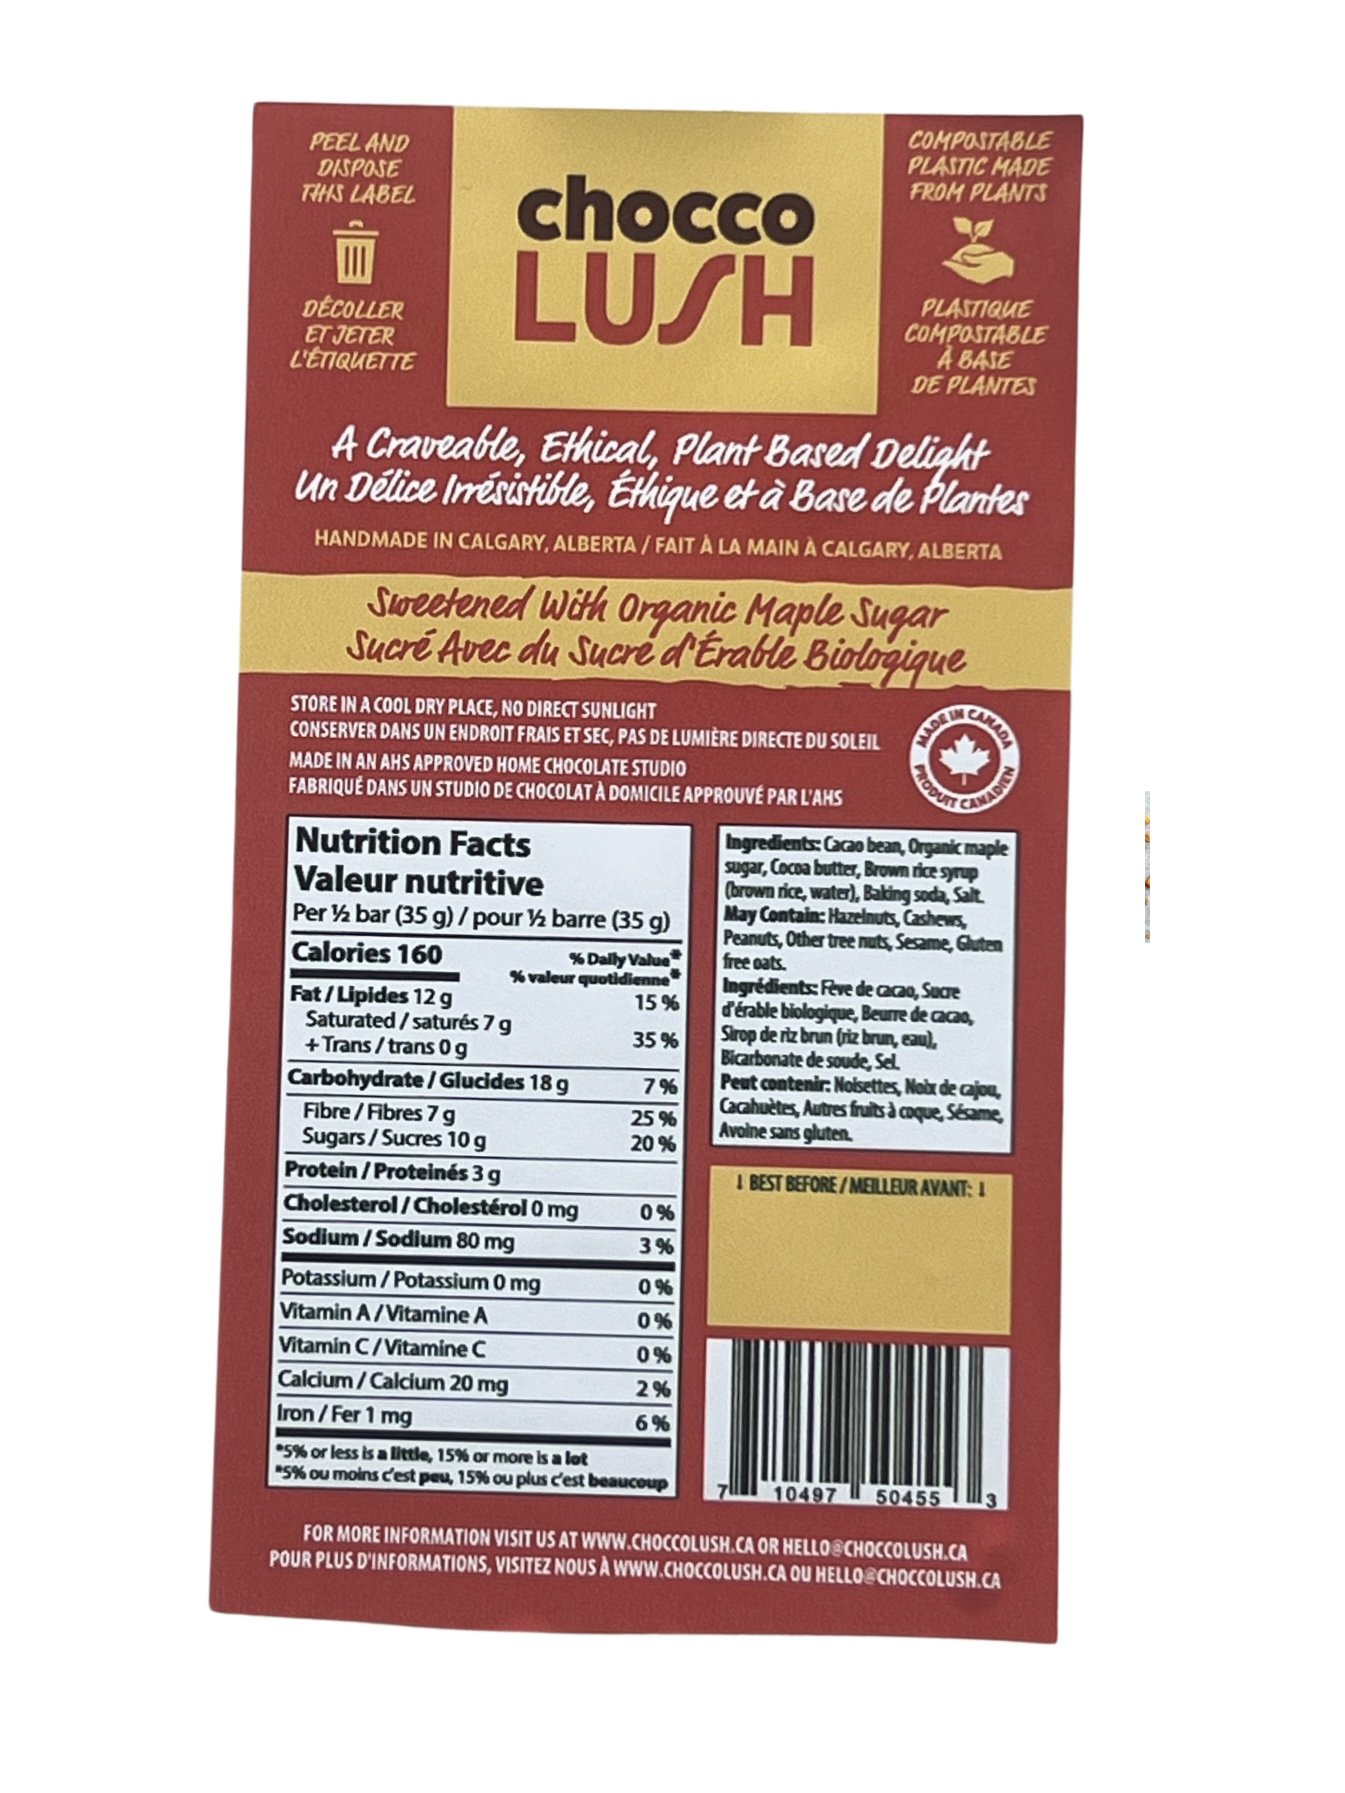 PEEL AND
DISPOSE
THIS LABEL
DÉCOLLER
ET JETER
L'ÉTIQUETTE
chocco
LUSH
COMPOSTABLE
PLASTIC MADE
FROM PLANTS
PLASTIQUE
COMPOSTABLE
À BASE
DE PLANTES
A Craveable, Ethical, Plant Based Delight
Un Délice Irrésistible, Éthique et à Base de Plantes
HANDMADE IN CALGARY, ALBERTA / FAIT À LA MAIN À CALGARY, ALBERTA
Sweetened With Organic Maple Sugar
Sucré Avec du Sucre d'Érable Biologique
STORE IN A COOL DRY PLACE, NO DIRECT SUNLIGHT
CONSERVER DANS UN ENDROIT FRAIS ET SEC, PAS DE LUMIÈRE DIRECTE DU SOLEIL
MADE IN AN AHS APPROVED HOME CHOCOLATE STUDIO
FABRIQUÉ DANS UN STUDIO DE CHOCOLAT À DOMICILE APPROUVÉ PAR L'AHS
MADE IN CANADA
PRODUIT CANADIEN
Nutrition Facts
Valeur nutritive
Per ½ bar (35 g) / pour ½ barre (35 g)
Calories 160
% Daily Value*
% valeur quotidienne*
Fat / Lipides 12 g 15 %
Saturated / saturés 7 g
+ Trans / trans 0 g 35 %
Carbohydrate / Glucides 18 g 7 %
Fibre / Fibres 7 g 25 %
Sugars / Sucres 10 g 20 %
Protein / Proteinés 3 g
Cholesterol / Cholestérol 0 mg 0 %
Sodium / Sodium 80 mg 3 %
Potassium / Potassium 0 mg 0 %
Vitamin A / Vitamine A 0 %
Vitamin C / Vitamine C 0 %
Calcium / Calcium 20 mg 2 %
Iron / Fer 1 mg 6 %
*5% or less is a little, 15% or more is a lot
*5% ou moins c'est peu, 15% ou plus c'est beaucoup
Ingredients: Cacao bean, Organic maple
sugar, Cocoa butter, Brown rice syrup
(brown rice, water), Baking soda, Salt.
May Contain: Hazelnuts, Cashews,
Peanuts, Other tree nuts, Sesame, Gluten
free oats.
Ingrédients: Fève de cacao, Sucre
d'érable biologique, Beurre de cacao,
Sirop de riz brun (riz brun, eau),
Bicarbonate de soude, Sel.
Peut contenir: Noisettes, Noix de cajou,
Cacahuètes, Autres fruits à coque, Sésame,
Avoine sans gluten.
↓ BEST BEFORE / MEILLEUR AVANT: ↓
7 10497 50455 3
FOR MORE INFORMATION VISIT US AT WWW.CHOCCOLUSH.CA OR HELLO@CHOCCOLUSH.CA
POUR PLUS D'INFORMATIONS, VISITEZ NOUS À WWW.CHOCCOLUSH.CA OU HELLO@CHOCCOLUSH.CA